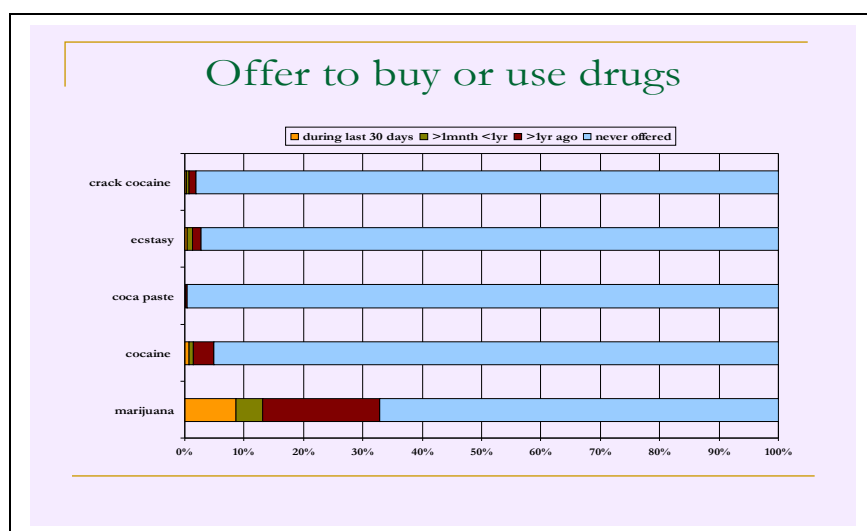 Offer to buy or use drugs
during last 30 days >1mnth <1yr >1yr ago never offered
crack cocaine
ecstasy
coca paste
cocaine
marijuana
0% 10% 20% 30% 40% 50% 60% 70% 80% 90% 100%